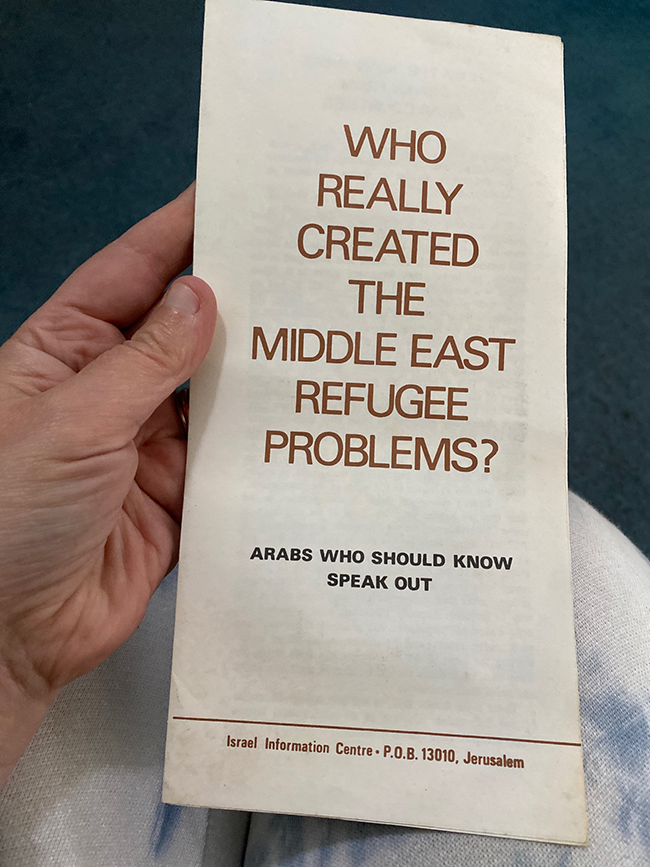 WHO
REALLY
CREATED
THE
MIDDLE EAST
REFUGEE
PROBLEMS?
ARABS WHO SHOULD KNOW
SPEAK OUT
Israel Information Centre • P.O.B. 13010, Jerusalem